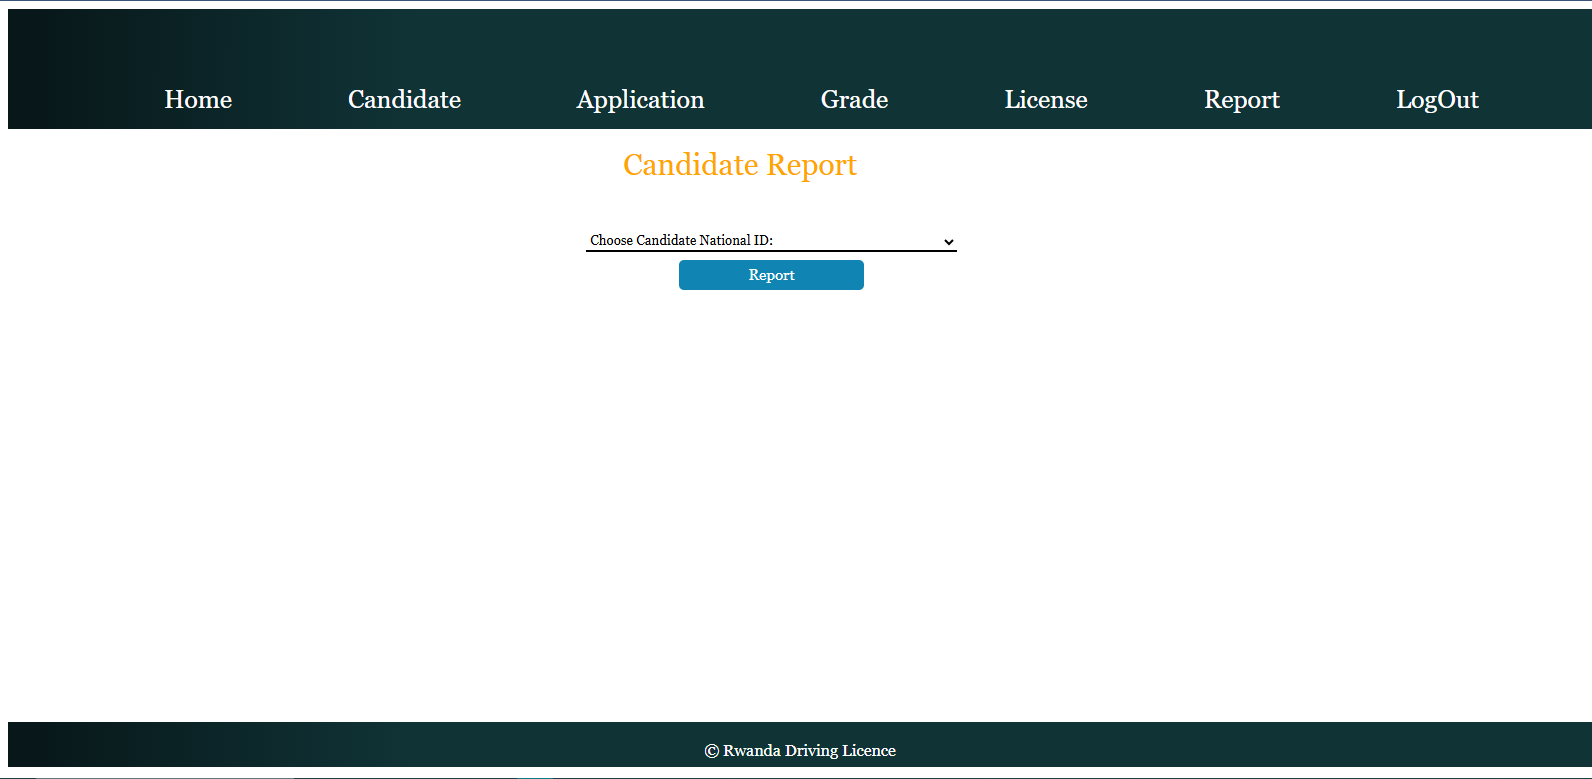 Home Candidate Application Grade License Report LogOut
Candidate Report
Choose Candidate National ID:
Report
© Rwanda Driving Licence